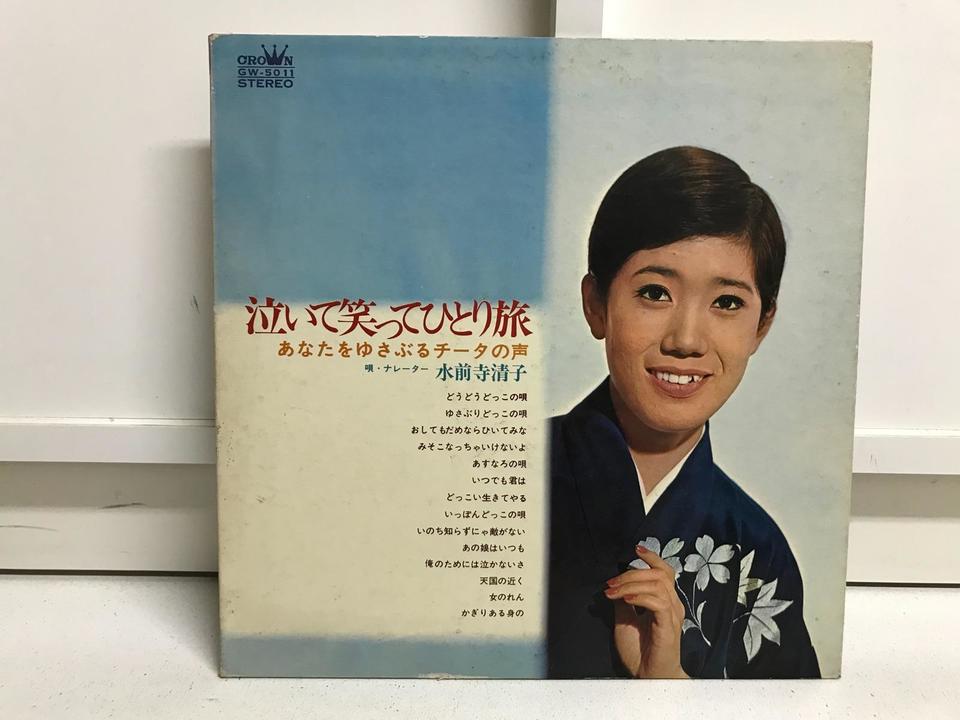 CROWN
GW-5011
STEREO
泣いて笑ってひとり旅
あなたをゆさぶるチータの声
唄・ナレーター 水前寺清子
どうどうどっこの唄
ゆさぶりどっこの唄
おしてもだめならひいてみな
みそこなっちゃいけないよ
あすなろの唄
いつでも君は
どっこい生きてやる
いっぽんどっこの唄
いのち知らずにゃ敵がない
あの娘はいつも
俺のためには泣かないさ
天国の近く
女のれん
かぎりある身の